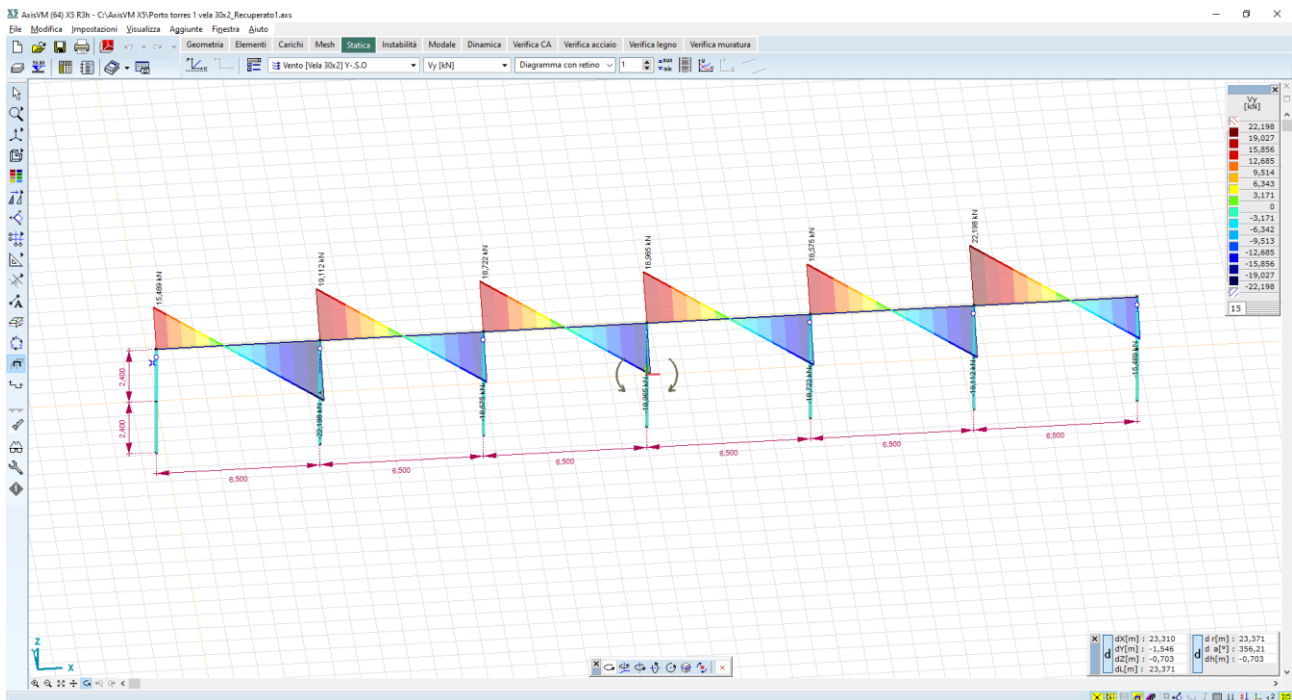 AxisVM (64) X5 R3h - C:\AxisVM X5\Porto torres 1 vela 30x2_Recuperato1.axs
File Modifica Impostazioni Visualizza Aggiunte Finestra Aiuto
Geometria Elementi Carichi Mesh Statica Instabilità Modale Dinamica Verifica CA Verifica acciaio Verifica legno Verifica muratura
Vento [Vela 30x2] Y-.S.O Vy [kN] Diagramma con retino 1
Vy
[kN]
22,198
19,027
15,856
12,685
9,514
6,343
3,171
0
-3,171
-6,342
-9,513
-12,685
-15,856
-19,027
-22,198
15
15,489 kN
19,112 kN
18,722 kN
18,965 kN
18,575 kN
22,198 kN
-22,198 kN
-18,575 kN
-18,965 kN
-18,722 kN
-19,112 kN
-15,489 kN
2,400
2,400
6,500
6,500
6,500
6,500
6,500
6,500
Z
Y
X
d
dX[m] : 23,310
dY[m] : -1,546
dZ[m] : -0,703
dL[m] : 23,371
d
d r[m] : 23,371
d a[°] : 356,21
dh[m] : -0,703